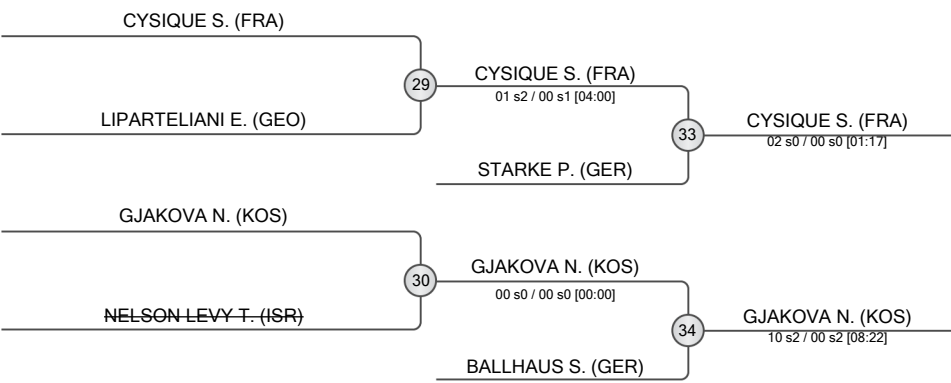 CYSIQUE S. (FRA)
29
CYSIQUE S. (FRA)
01 s2 / 00 s1 [04:00]
LIPARTELIANI E. (GEO)
33
CYSIQUE S. (FRA)
02 s0 / 00 s0 [01:17]
STARKE P. (GER)
GJAKOVA N. (KOS)
30
GJAKOVA N. (KOS)
00 s0 / 00 s0 [00:00]
NELSON LEVY T. (ISR)
34
GJAKOVA N. (KOS)
10 s2 / 00 s2 [08:22]
BALLHAUS S. (GER)